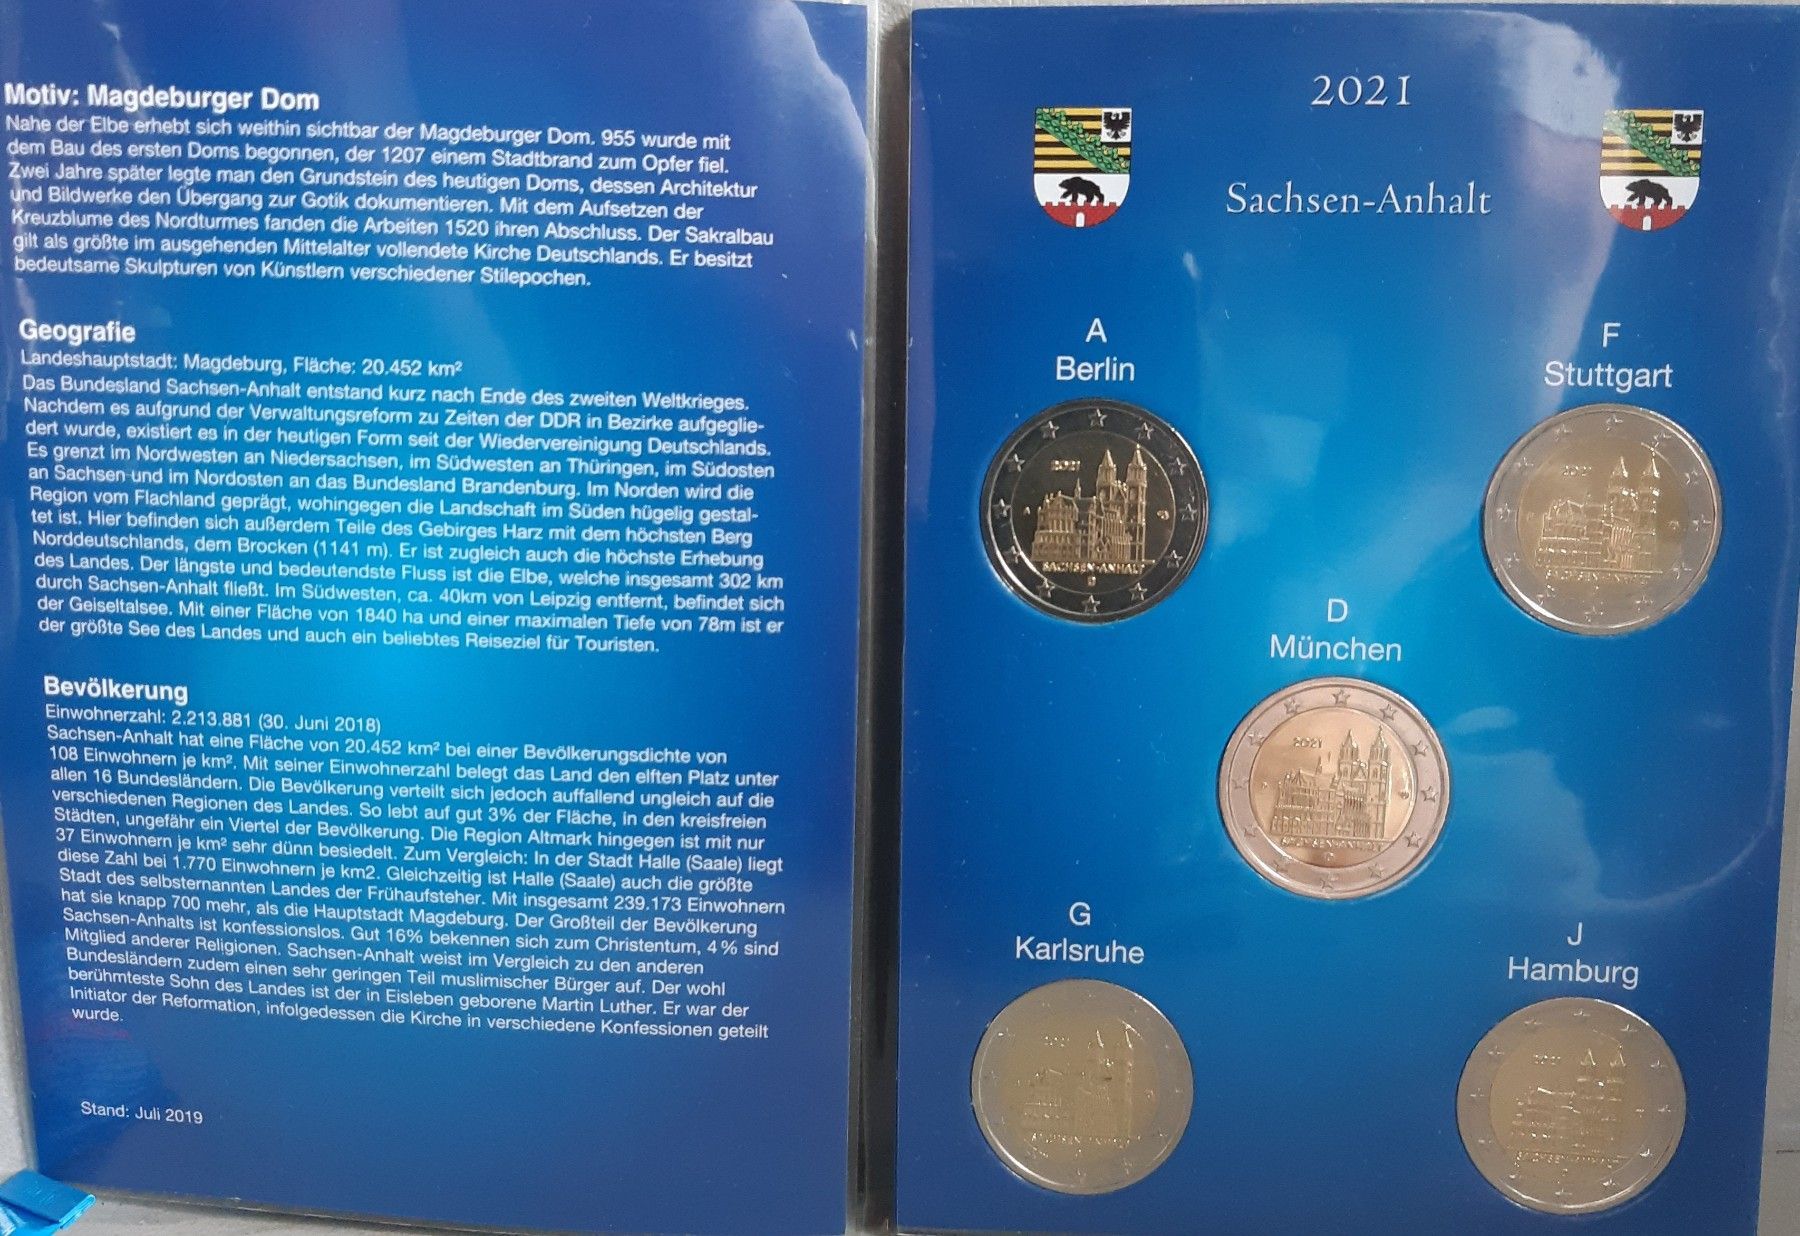 Motiv: Magdeburger Dom
Nahe der Elbe erhebt sich weithin sichtbar der Magdeburger Dom. 955 wurde mit
dem Bau des ersten Doms begonnen, der 1207 einem Stadtbrand zum Opfer fiel.
Zwei Jahre später legte man den Grundstein des heutigen Doms, dessen Architektur
und Bildwerke den Übergang zur Gotik dokumentieren. Mit dem Aufsetzen der
Kreuzblume des Nordturmes fanden die Arbeiten 1520 ihren Abschluss. Der Sakralbau
gilt als größte im ausgehenden Mittelalter vollendete Kirche Deutschlands. Er besitzt
bedeutsame Skulpturen von Künstlern verschiedener Stilepochen.
Geografie
Landeshauptstadt: Magdeburg, Fläche: 20.452 km²
Das Bundesland Sachsen-Anhalt entstand kurz nach Ende des zweiten Weltkrieges.
Nachdem es aufgrund der Verwaltungsreform zu Zeiten der DDR in Bezirke aufgeglie-
dert wurde, existiert es in der heutigen Form seit der Wiedervereinigung Deutschlands.
Es grenzt im Nordwesten an Niedersachsen, im Südwesten an Thüringen, im Südosten
an Sachsen und im Nordosten an das Bundesland Brandenburg. Im Norden wird die
Region vom Flachland geprägt, wohingegen die Landschaft im Süden hügelig gestal-
tet ist. Hier befinden sich außerdem Teile des Gebirges Harz mit dem höchsten Berg
Norddeutschlands, dem Brocken (1141 m). Er ist zugleich auch die höchste Erhebung
des Landes. Der längste und bedeutendste Fluss ist die Elbe, welche insgesamt 302 km
durch Sachsen-Anhalt fließt. Im Südwesten, ca. 40km von Leipzig entfernt, befindet sich
der Geiseltalsee. Mit einer Fläche von 1840 ha und einer maximalen Tiefe von 78m ist er
der größte See des Landes und auch ein beliebtes Reiseziel für Touristen.
Bevölkerung
Einwohnerzahl: 2.213.881 (30. Juni 2018)
Sachsen-Anhalt hat eine Fläche von 20.452 km² bei einer Bevölkerungsdichte von
108 Einwohnern je km². Mit seiner Einwohnerzahl belegt das Land den elften Platz unter
allen 16 Bundesländern. Die Bevölkerung verteilt sich jedoch auffallend ungleich auf die
verschiedenen Regionen des Landes. So lebt auf gut 3% der Fläche, in den kreisfreien
Städten, ungefähr ein Viertel der Bevölkerung. Die Region Altmark hingegen ist mit nur
37 Einwohnern je km² sehr dünn besiedelt. Zum Vergleich: In der Stadt Halle (Saale) liegt
diese Zahl bei 1.770 Einwohnern je km2. Gleichzeitig ist Halle (Saale) auch die größte
Stadt des selbsternannten Landes der Frühaufsteher. Mit insgesamt 239.173 Einwohnern
hat sie knapp 700 mehr, als die Hauptstadt Magdeburg. Der Großteil der Bevölkerung
Sachsen-Anhalts ist konfessionslos. Gut 16% bekennen sich zum Christentum, 4% sind
Mitglied anderer Religionen. Sachsen-Anhalt weist im Vergleich zu den anderen
Bundesländern zudem einen sehr geringen Teil muslimischer Bürger auf. Der wohl
berühmteste Sohn des Landes ist der in Eisleben geborene Martin Luther. Er war der
Initiator der Reformation, infolgedessen die Kirche in verschiedene Konfessionen geteilt
wurde.
Stand: Juli 2019
2021
Sachsen-Anhalt
A
Berlin
2021
A
SACHSEN-ANHALT
D
F
Stuttgart
2021
SACHSEN-ANHALT
D
München
2021
SACHSEN-ANHALT
D
G
Karlsruhe
2021
SACHSEN-ANHALT
J
Hamburg
2021
SACHSEN-ANHALT